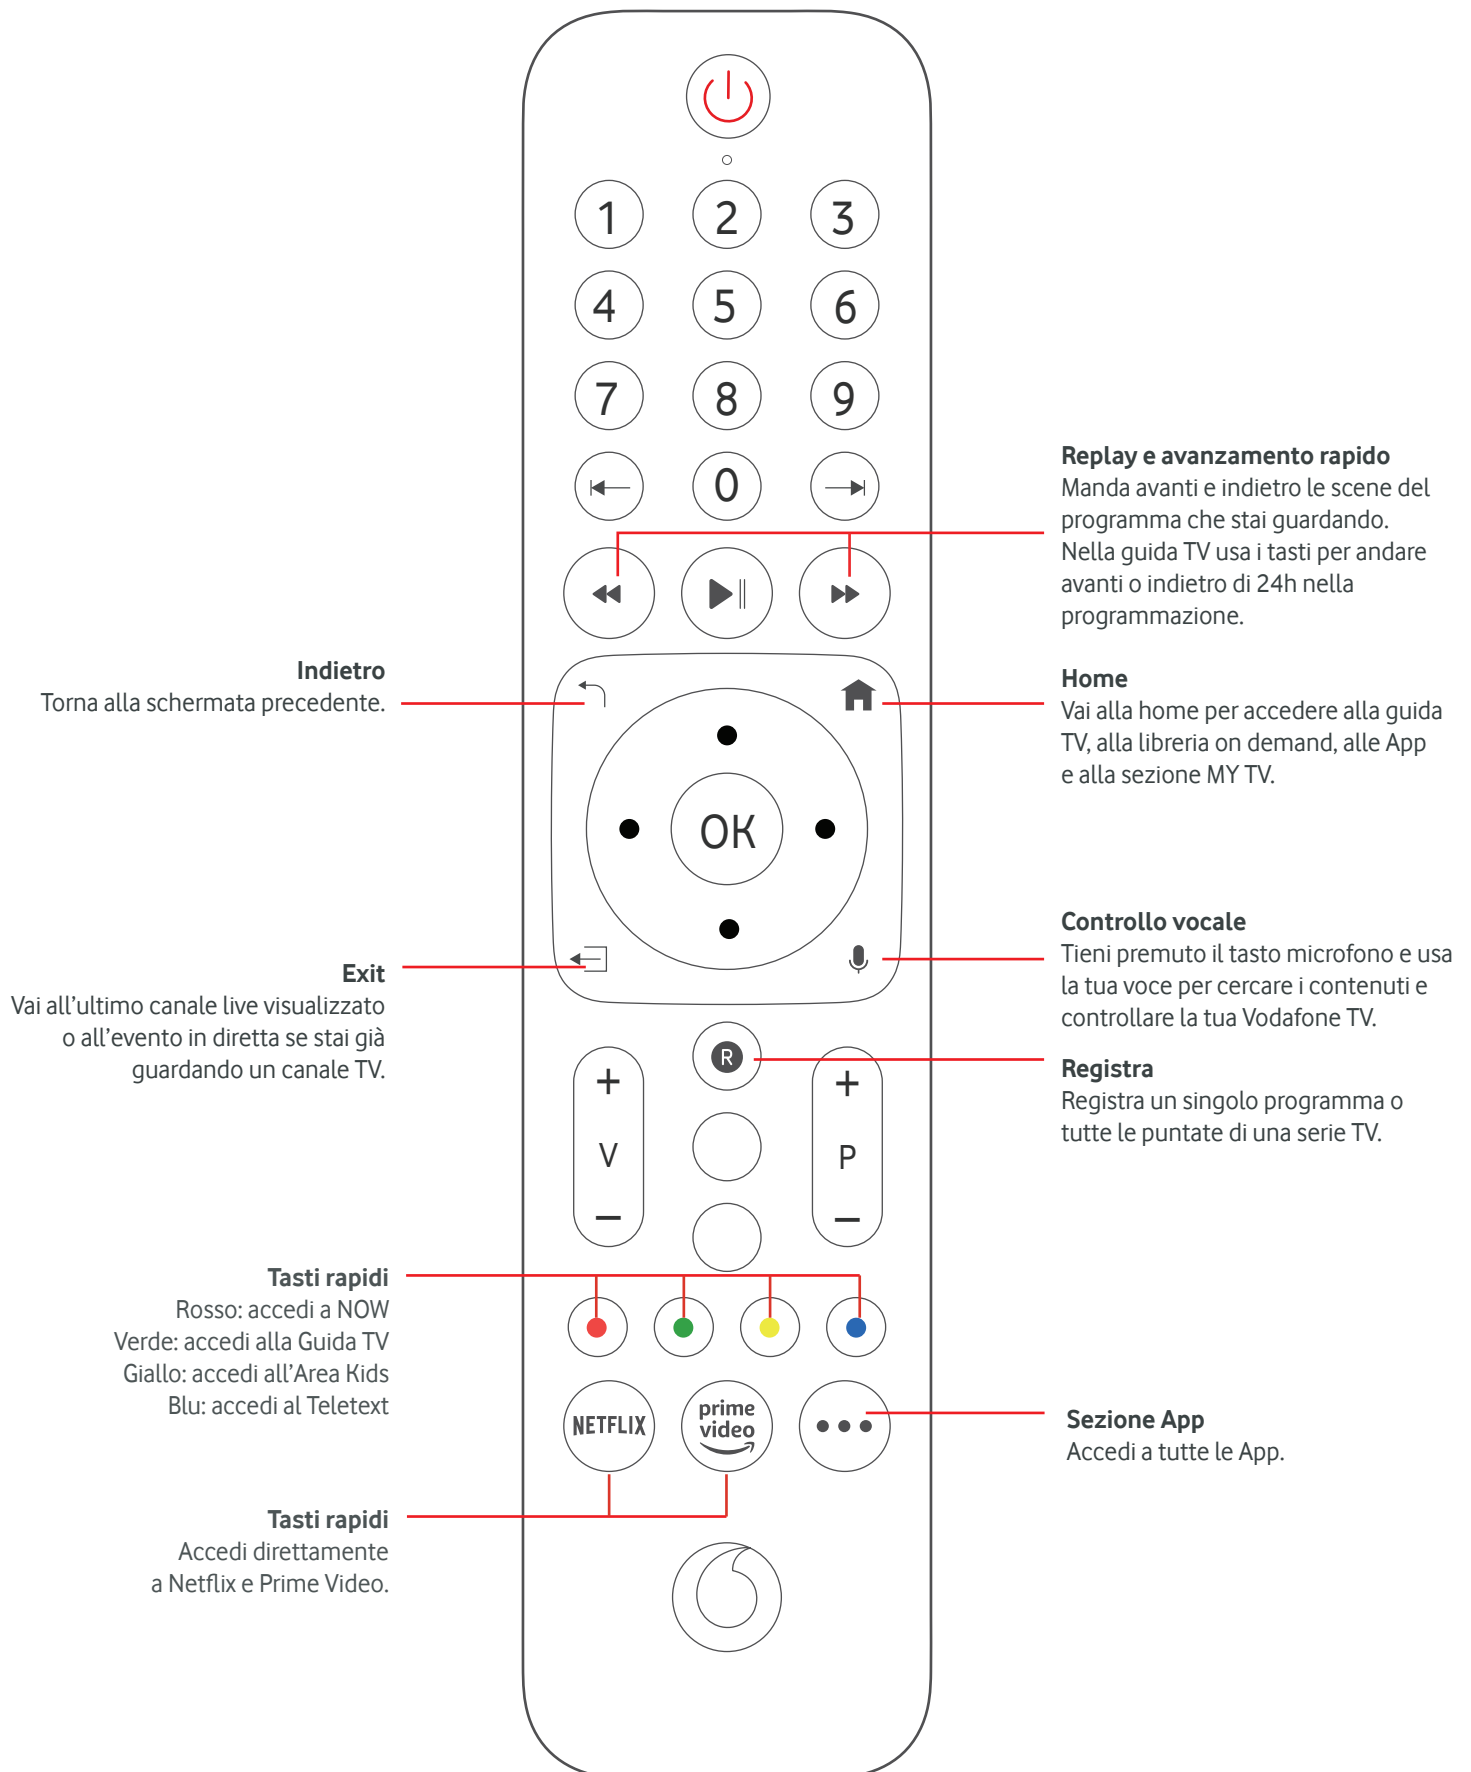 1 2 3
4 5 6
7 8 9
0
Replay e avanzamento rapido
Manda avanti e indietro le scene del
programma che stai guardando.
Nella guida TV usa i tasti per andare
avanti o indietro di 24h nella
programmazione.
Indietro
Torna alla schermata precedente.
Home
Vai alla home per accedere alla guida
TV, alla libreria on demand, alle App
e alla sezione MY TV.
OK
Exit
Vai all’ultimo canale live visualizzato
o all’evento in diretta se stai già
guardando un canale TV.
Controllo vocale
Tieni premuto il tasto microfono e usa
la tua voce per cercare i contenuti e
controllare la tua Vodafone TV.
R
Registra
Registra un singolo programma o
tutte le puntate di una serie TV.
+ +
V P
– –
Tasti rapidi
Rosso: accedi a NOW
Verde: accedi alla Guida TV
Giallo: accedi all’Area Kids
Blu: accedi al Teletext
NETFLIX
prime
video
Sezione App
Accedi a tutte le App.
Tasti rapidi
Accedi direttamente
a Netflix e Prime Video.